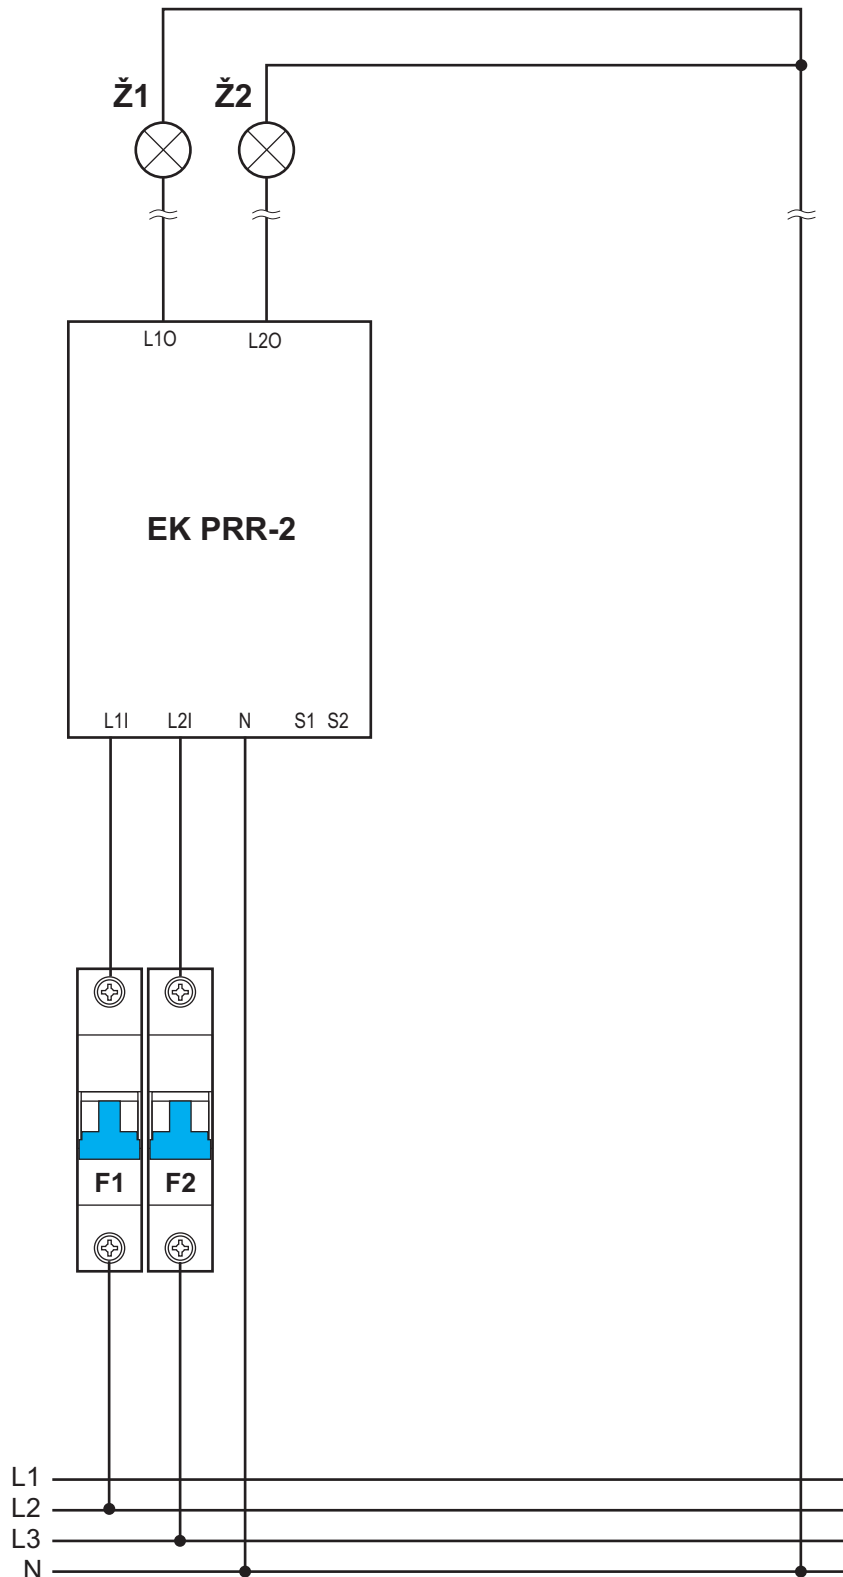 Ž1 Ž2
L1O L2O
EK PRR-2
L1I L2I N S1 S2
F1 F2
L1
L2
L3
N